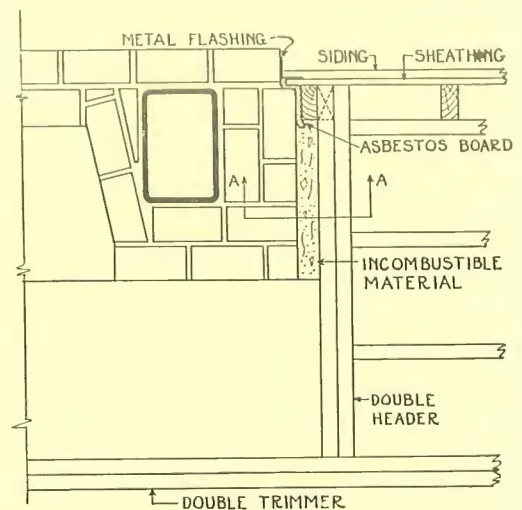 METAL FLASHING
SIDING
SHEATHING
ASBESTOS BOARD
A
A
INCOMBUSTIBLE
MATERIAL
DOUBLE
HEADER
DOUBLE TRIMMER